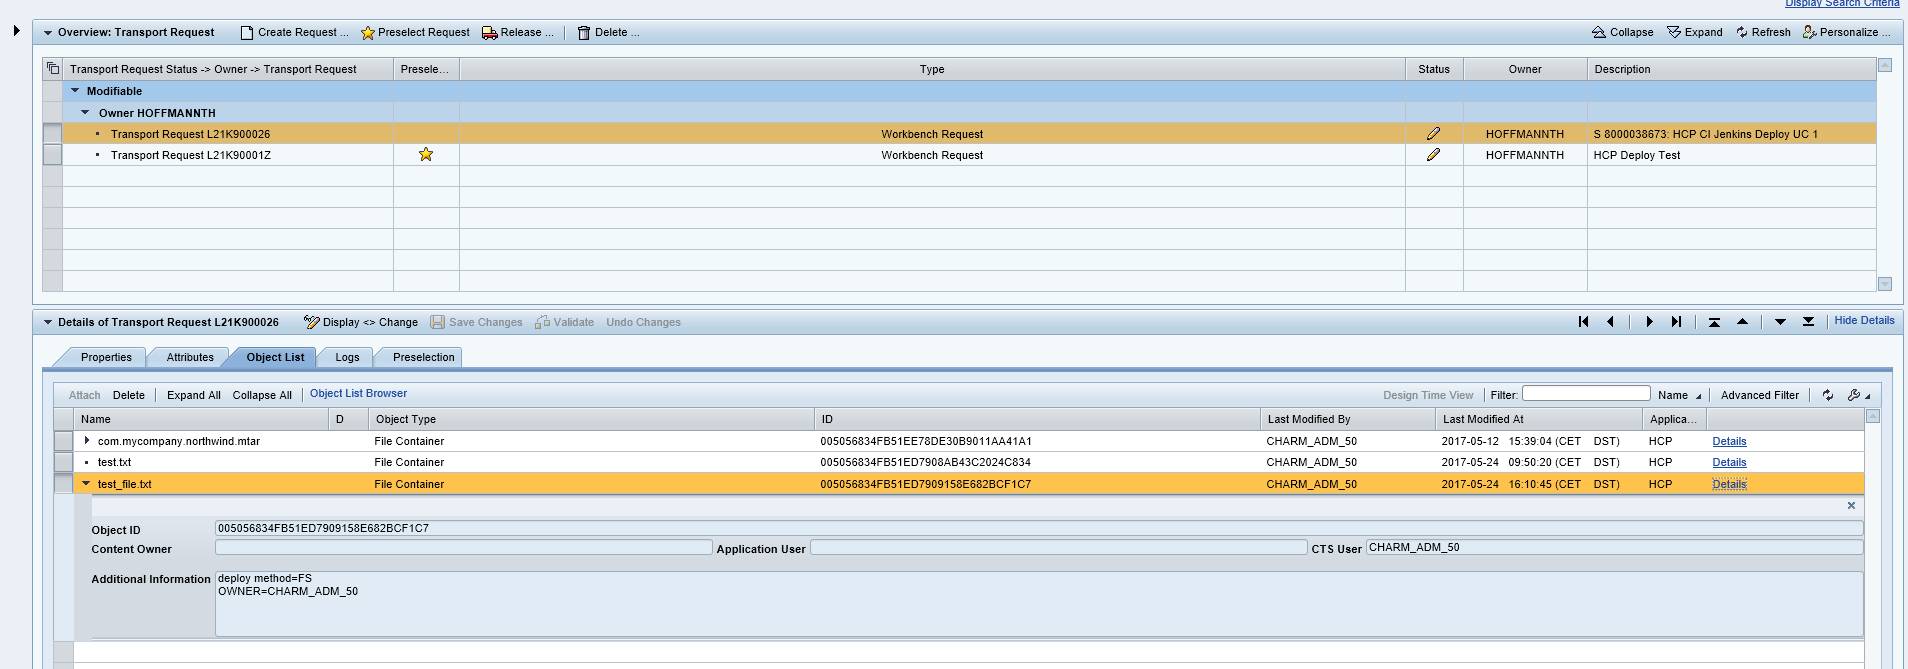 Display Search Criteria
Overview: Transport Request Create Request ... Preselect Request Release ... Delete ... Collapse Expand Refresh Personalize ...
Transport Request Status -> Owner -> Transport Request Presele... Type Status Owner Description
Modifiable
Owner HOFFMANNTH
Transport Request L21K900026 Workbench Request HOFFMANNTH S 8000038673: HCP CI Jenkins Deploy UC 1
Transport Request L21K90001Z Workbench Request HOFFMANNTH HCP Deploy Test
Details of Transport Request L21K900026 Display <> Change Save Changes Validate Undo Changes Hide Details
Properties Attributes Object List Logs Preselection
Attach Delete Expand All Collapse All Object List Browser Design Time View Filter: Name Advanced Filter
Name D Object Type ID Last Modified By Last Modified At Applica...
com.mycompany.northwind.mtar File Container 005056834FB51EE78DE30B9011AA41A1 CHARM_ADM_50 2017-05-12 15:39:04 (CET DST) HCP Details
test.txt File Container 005056834FB51ED7908AB43C2024C834 CHARM_ADM_50 2017-05-24 09:50:20 (CET DST) HCP Details
test_file.txt File Container 005056834FB51ED7909158E682BCF1C7 CHARM_ADM_50 2017-05-24 16:10:45 (CET DST) HCP Details
Object ID 005056834FB51ED7909158E682BCF1C7
Content Owner Application User CTS User CHARM_ADM_50
Additional Information deploy method=FS
OWNER=CHARM_ADM_50